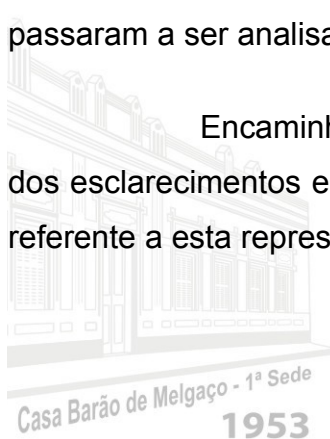 passaram a ser analisa
Encaminh
dos esclarecimentos e
referente a esta repres
Casa Barão de Melgaço - 1ª Sede
1953